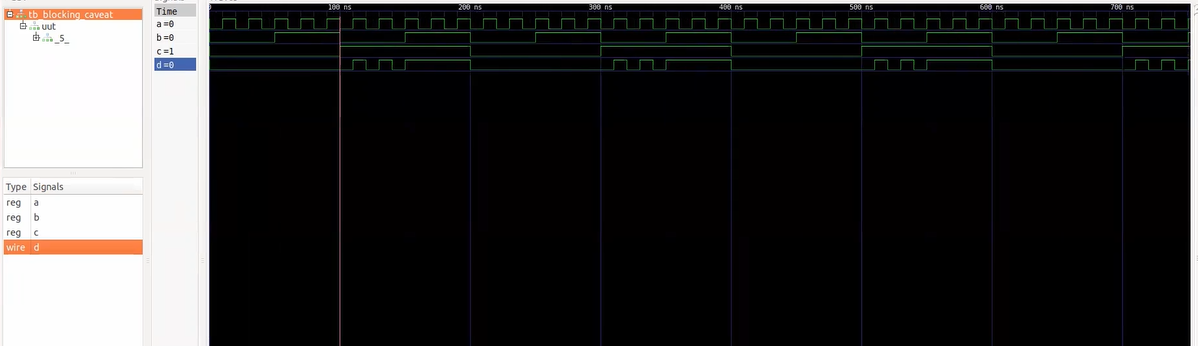 tb_blocking_caveat
uut
_5_
Type Signals
reg a
reg b
reg c
wire d
Time
a=0
b=0
c=1
d=0
100 ns 200 ns 300 ns 400 ns 500 ns 600 ns 700 ns